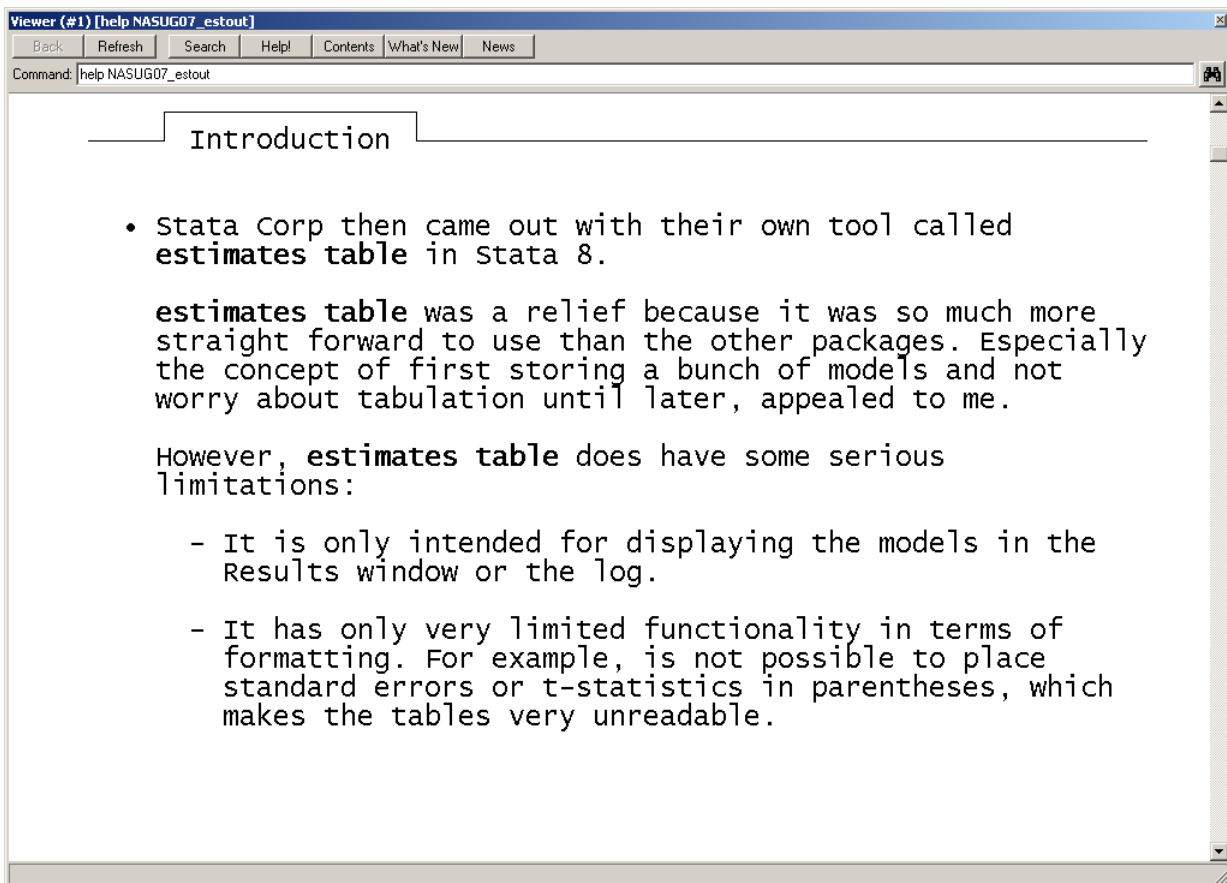 Viewer (#1) [help NASUG07_estout]
Back Refresh Search Help! Contents What's New News
Command: help NASUG07_estout
Introduction
• Stata Corp then came out with their own tool called
estimates table in Stata 8.
estimates table was a relief because it was so much more
straight forward to use than the other packages. Especially
the concept of first storing a bunch of models and not
worry about tabulation until later, appealed to me.
However, estimates table does have some serious
limitations:
– It is only intended for displaying the models in the
Results window or the log.
– It has only very limited functionality in terms of
formatting. For example, is not possible to place
standard errors or t-statistics in parentheses, which
makes the tables very unreadable.